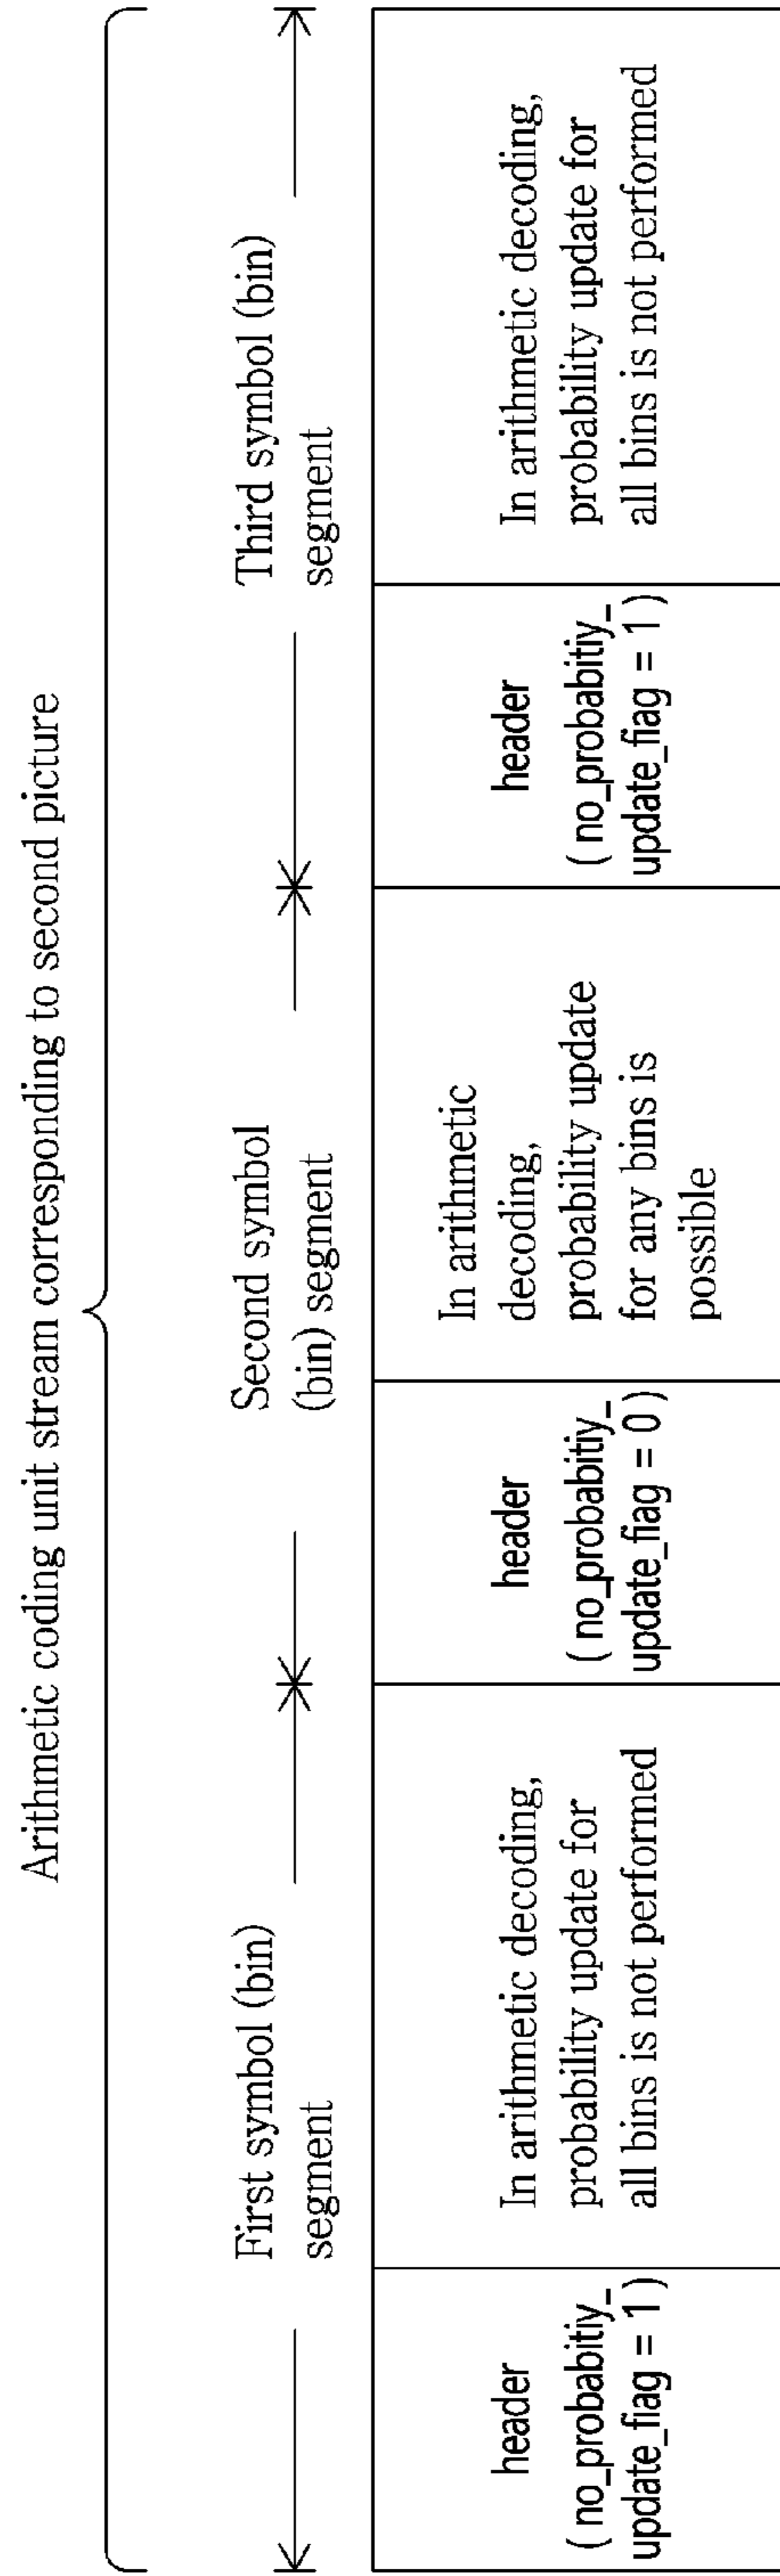 Arithmetic coding unit stream corresponding to second picture
First symbol (bin)
segment
Second symbol
(bin) segment
Third symbol (bin)
segment
header
( no_probabitiy_
update_fiag = 1 )
In arithmetic decoding,
probability update for
all bins is not performed
header
( no_probabitiy_
update_fiag = 0 )
In arithmetic
decoding,
probability update
for any bins is
possible
header
( no_probabitiy_
update_fiag = 1 )
In arithmetic decoding,
probability update for
all bins is not performed